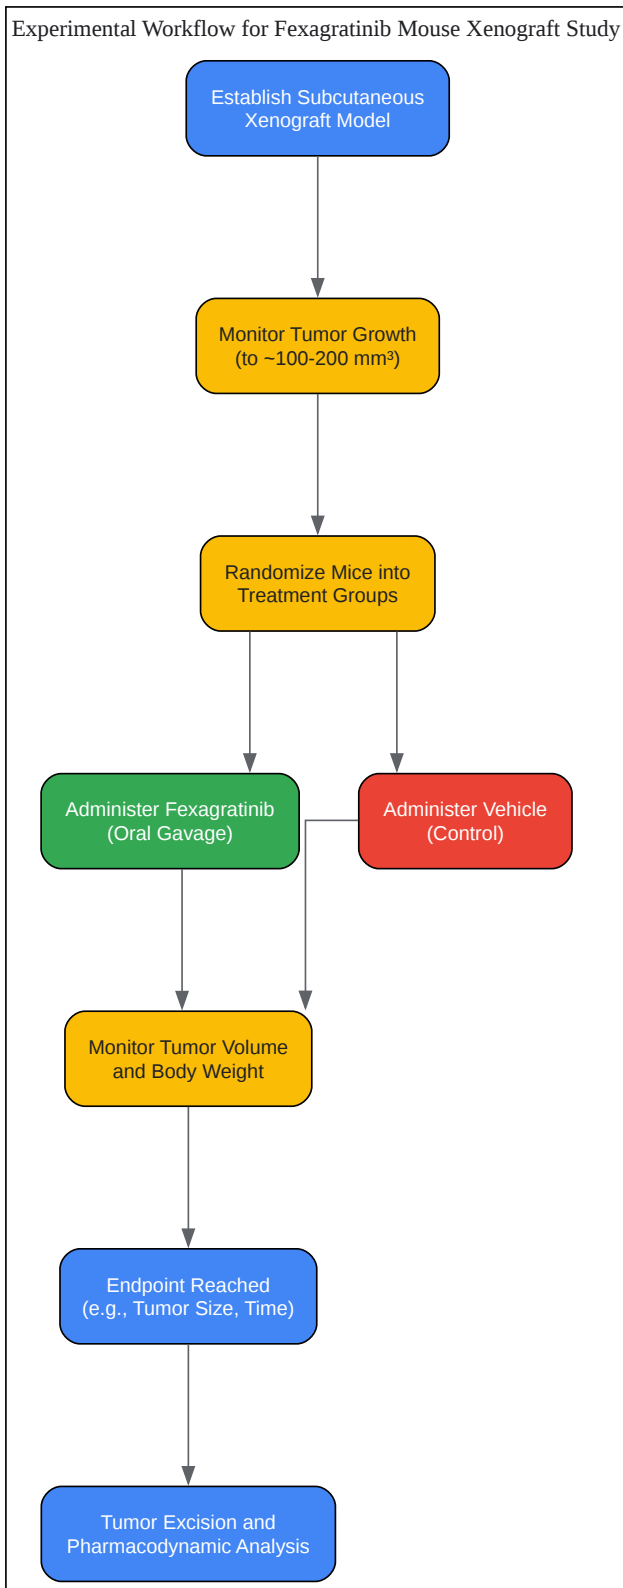 Experimental Workflow for Fexagratinib Mouse Xenograft Study
Establish Subcutaneous
Xenograft Model
Monitor Tumor Growth
(to ~100-200 mm³)
Randomize Mice into
Treatment Groups
Administer Fexagratinib
(Oral Gavage)
Administer Vehicle
(Control)
Monitor Tumor Volume
and Body Weight
Endpoint Reached
(e.g., Tumor Size, Time)
Tumor Excision and
Pharmacodynamic Analysis